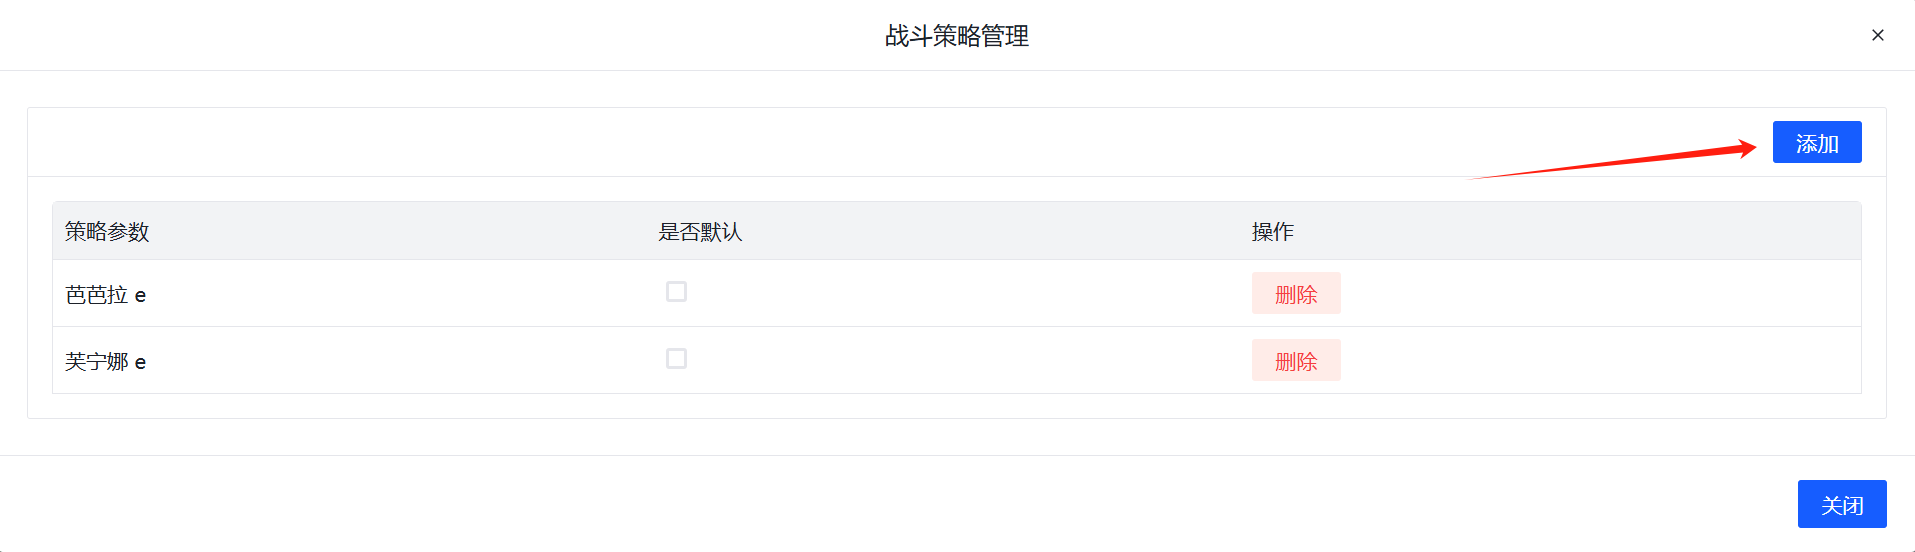 战斗策略管理
添加
策略参数 是否默认 操作
芭芭拉 e 删除
芙宁娜 e 删除
关闭